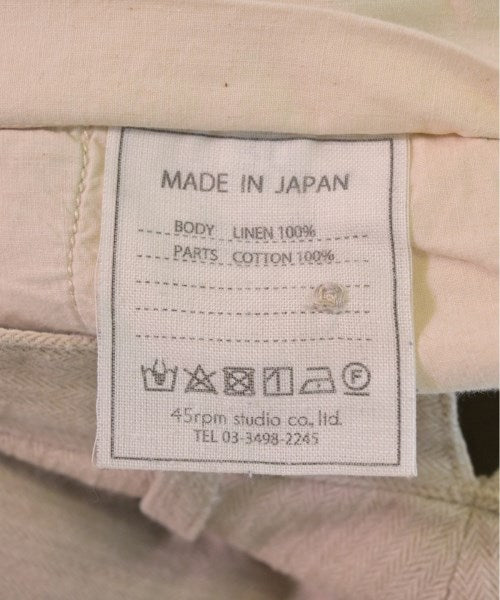 MADE IN JAPAN
BODY LINEN 100%
PARTS COTTON 100%
F
45rpm studio co., ltd.
TEL 03-3498-2245